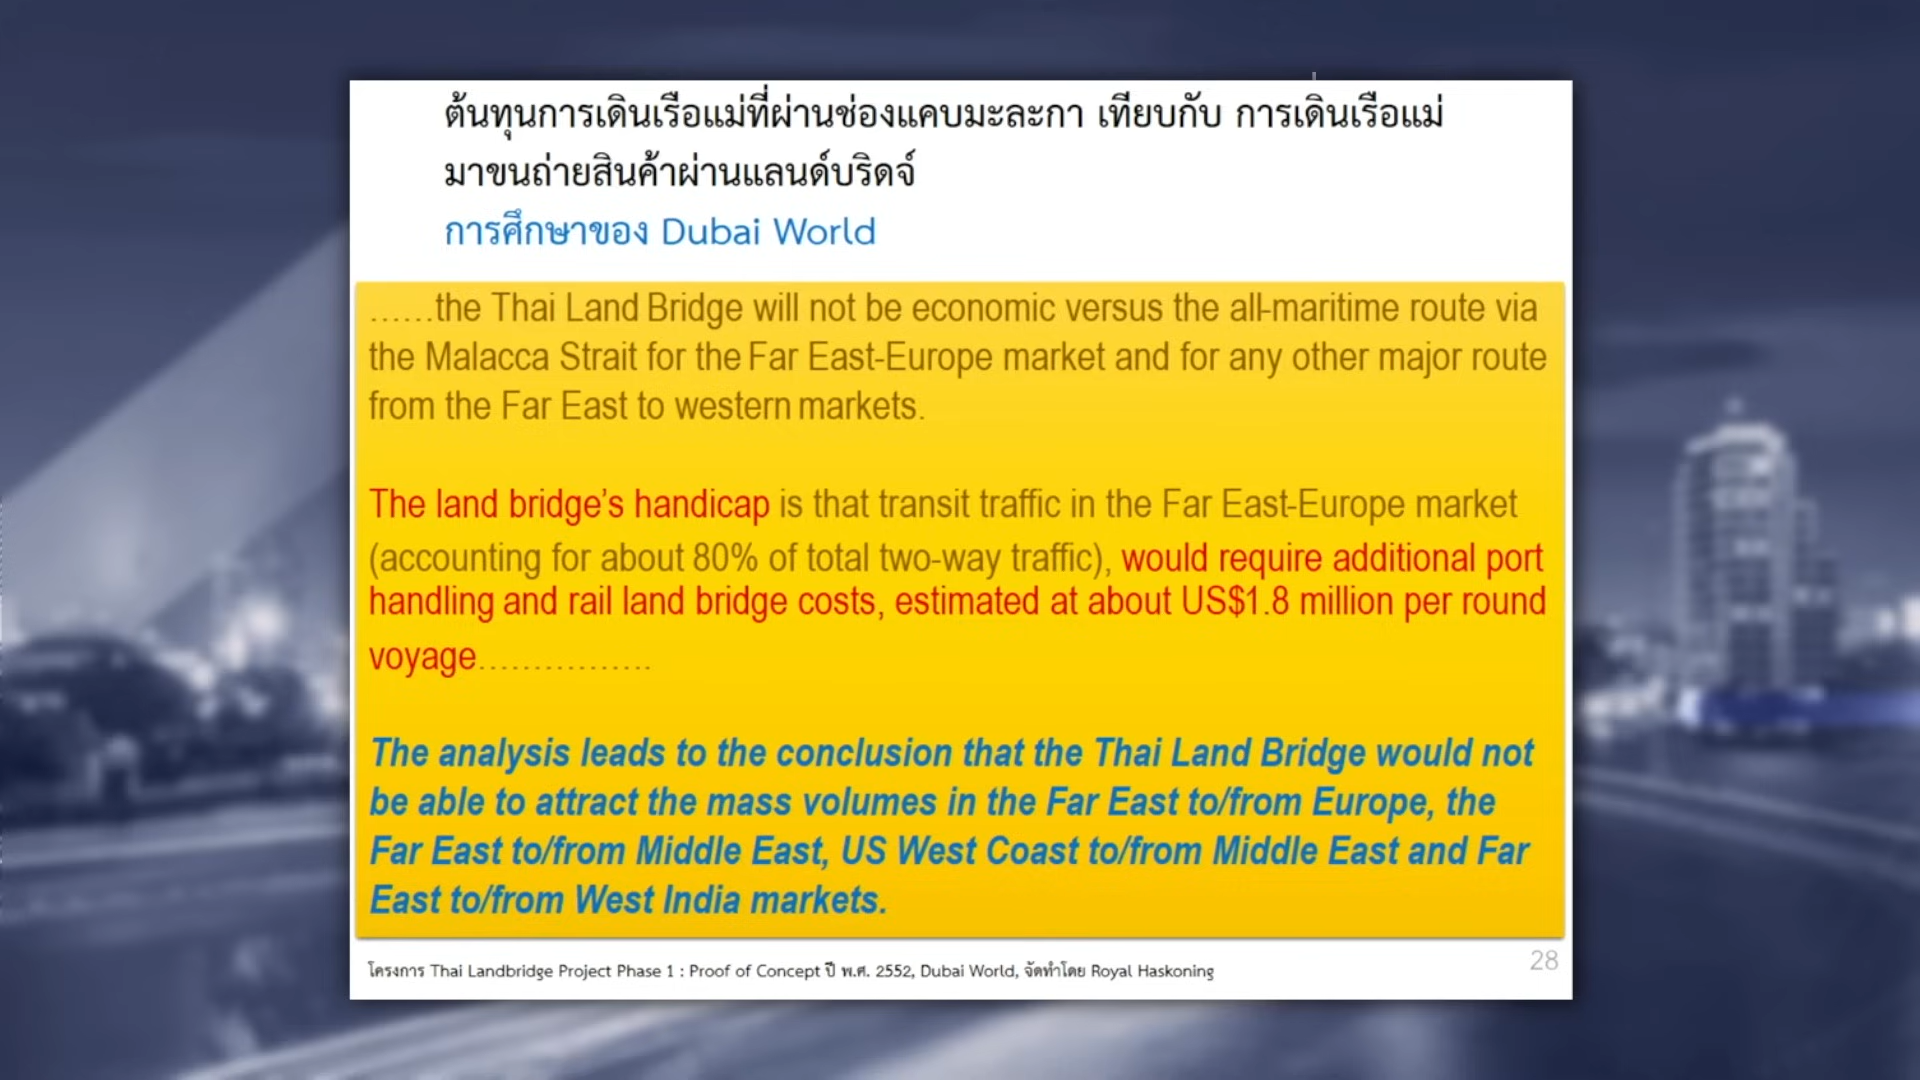 ต้นทุนการเดินเรือแม่ที่ผ่านช่องแคบมะละกา เทียบกับ การเดินเรือแม่
มาขนถ่ายสินค้าผ่านแลนด์บริดจ์
การศึกษาของ Dubai World
......the Thai Land Bridge will not be economic versus the all-maritime route via
the Malacca Strait for the Far East-Europe market and for any other major route
from the Far East to western markets.
The land bridge’s handicap is that transit traffic in the Far East-Europe market
(accounting for about 80% of total two-way traffic), would require additional port
handling and rail land bridge costs, estimated at about US$1.8 million per round
voyage................
The analysis leads to the conclusion that the Thai Land Bridge would not
be able to attract the mass volumes in the Far East to/from Europe, the
Far East to/from Middle East, US West Coast to/from Middle East and Far
East to/from West India markets.
โครงการ Thai Landbridge Project Phase 1 : Proof of Concept ปี พ.ศ. 2552, Dubai World, จัดทำโดย Royal Haskoning
28